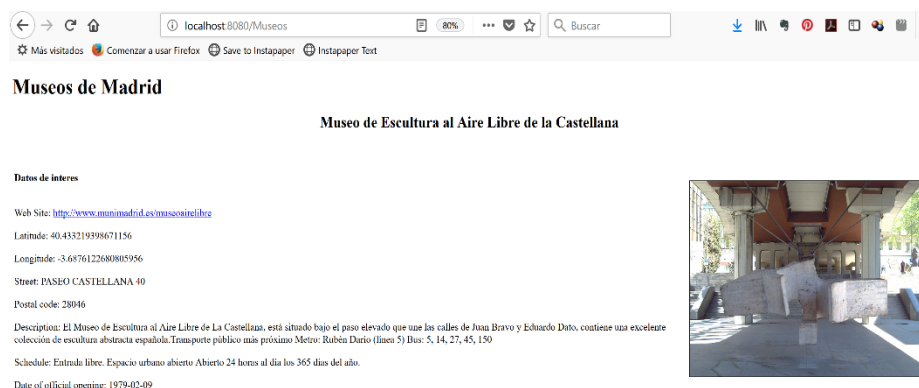 localhost:8080/Museos
80%
Buscar
Más visitados
Comenzar a usar Firefox
Save to Instapaper
Instapaper Text
Museos de Madrid
Museo de Escultura al Aire Libre de la Castellana
Datos de interes
Web Site: http://www.munimadrid.es/museoairelibre
Latitude: 40.433219398671156
Longitude: -3.6876122680805956
Street: PASEO CASTELLANA 40
Postal code: 28046
Description: El Museo de Escultura al Aire Libre de La Castellana, está situado bajo el paso elevado que une las calles de Juan Bravo y Eduardo Dato, contiene una excelente
colección de escultura abstracta española.Transporte público más próximo Metro: Rubén Darío (línea 5) Bus: 5, 14, 27, 45, 150
Schedule: Entrada libre. Espacio urbano abierto Abierto 24 horas al día los 365 días del año.
Date of official opening: 1979-02-09